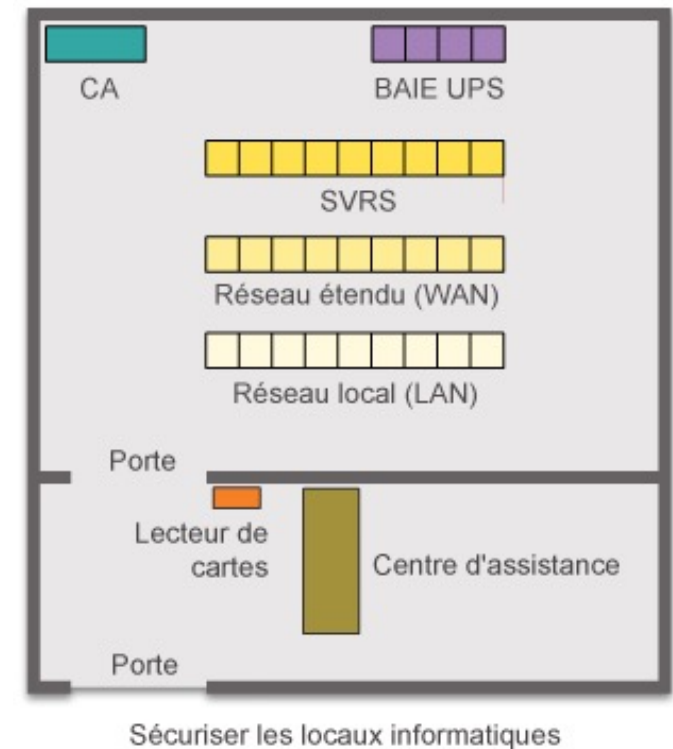 CA
BAIE UPS
SVRS
Réseau étendu (WAN)
Réseau local (LAN)
Porte
Lecteur de
cartes
Centre d'assistance
Porte
Sécuriser les locaux informatiques